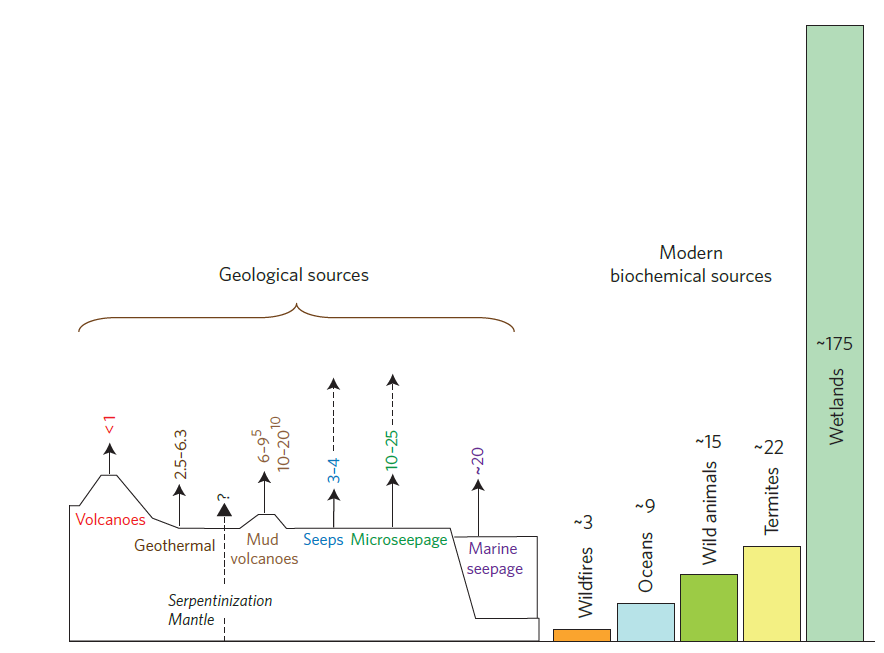 Geological sources
Modern
biochemical sources
<1
2.5–6.3
?
6–9⁵
10–20¹⁰
3–4
10–25
~20
Volcanoes
Geothermal
Mud
volcanoes
Seeps
Microseepage
Marine
seepage
Serpentinization
Mantle
~3
Wildfires
~9
Oceans
~15
Wild animals
~22
Termites
~175
Wetlands